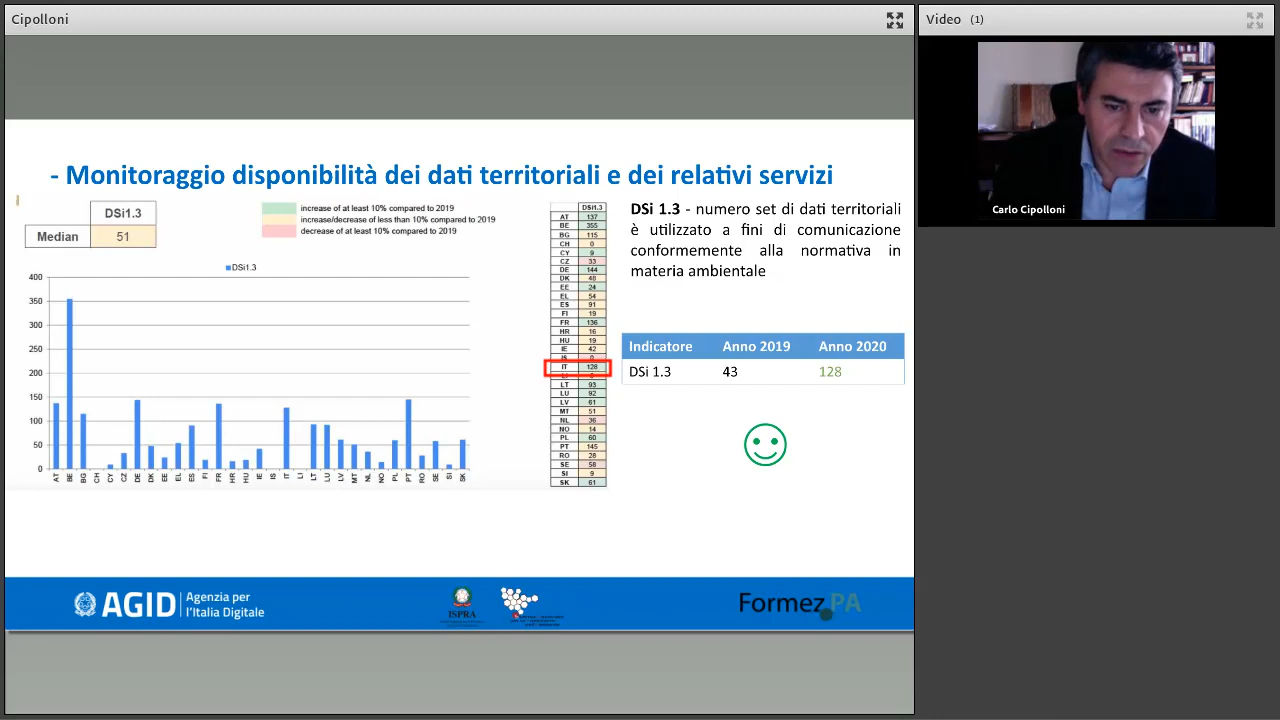 Cipolloni
Video (1)
Carlo Cipolloni
- Monitoraggio disponibilità dei dati territoriali e dei relativi servizi
DSi1.3
Median 51
increase of at least 10% compared to 2019
increase/decrease of less than 10% compared to 2019
decrease of at least 10% compared to 2019
DSi1.3
400
350
300
250
200
150
100
50
0
AT BE BG CH CY CZ DE DK EE EL ES FI FR HR HU IE IS IT LI LT LU LV MT NL NO PL PT RO SE SI SK
DSi1.3
AT 137
BE 355
BG 115
CH 0
CY 9
CZ 33
DE 144
DK 48
EE 24
EL 54
ES 91
FI 19
FR 136
HR 16
HU 19
IE 42
IS 0
IT 128
LT 93
LU 92
LV 61
MT 51
NL 36
NO 14
PL 60
PT 145
RO 28
SE 58
SI 9
SK 61
DSi 1.3 - numero set di dati territoriali
è utilizzato a fini di comunicazione
conformemente alla normativa in
materia ambientale
Indicatore Anno 2019 Anno 2020
DSi 1.3 43 128
AGID Agenzia per
l'Italia Digitale
ISPRA
Formez PA